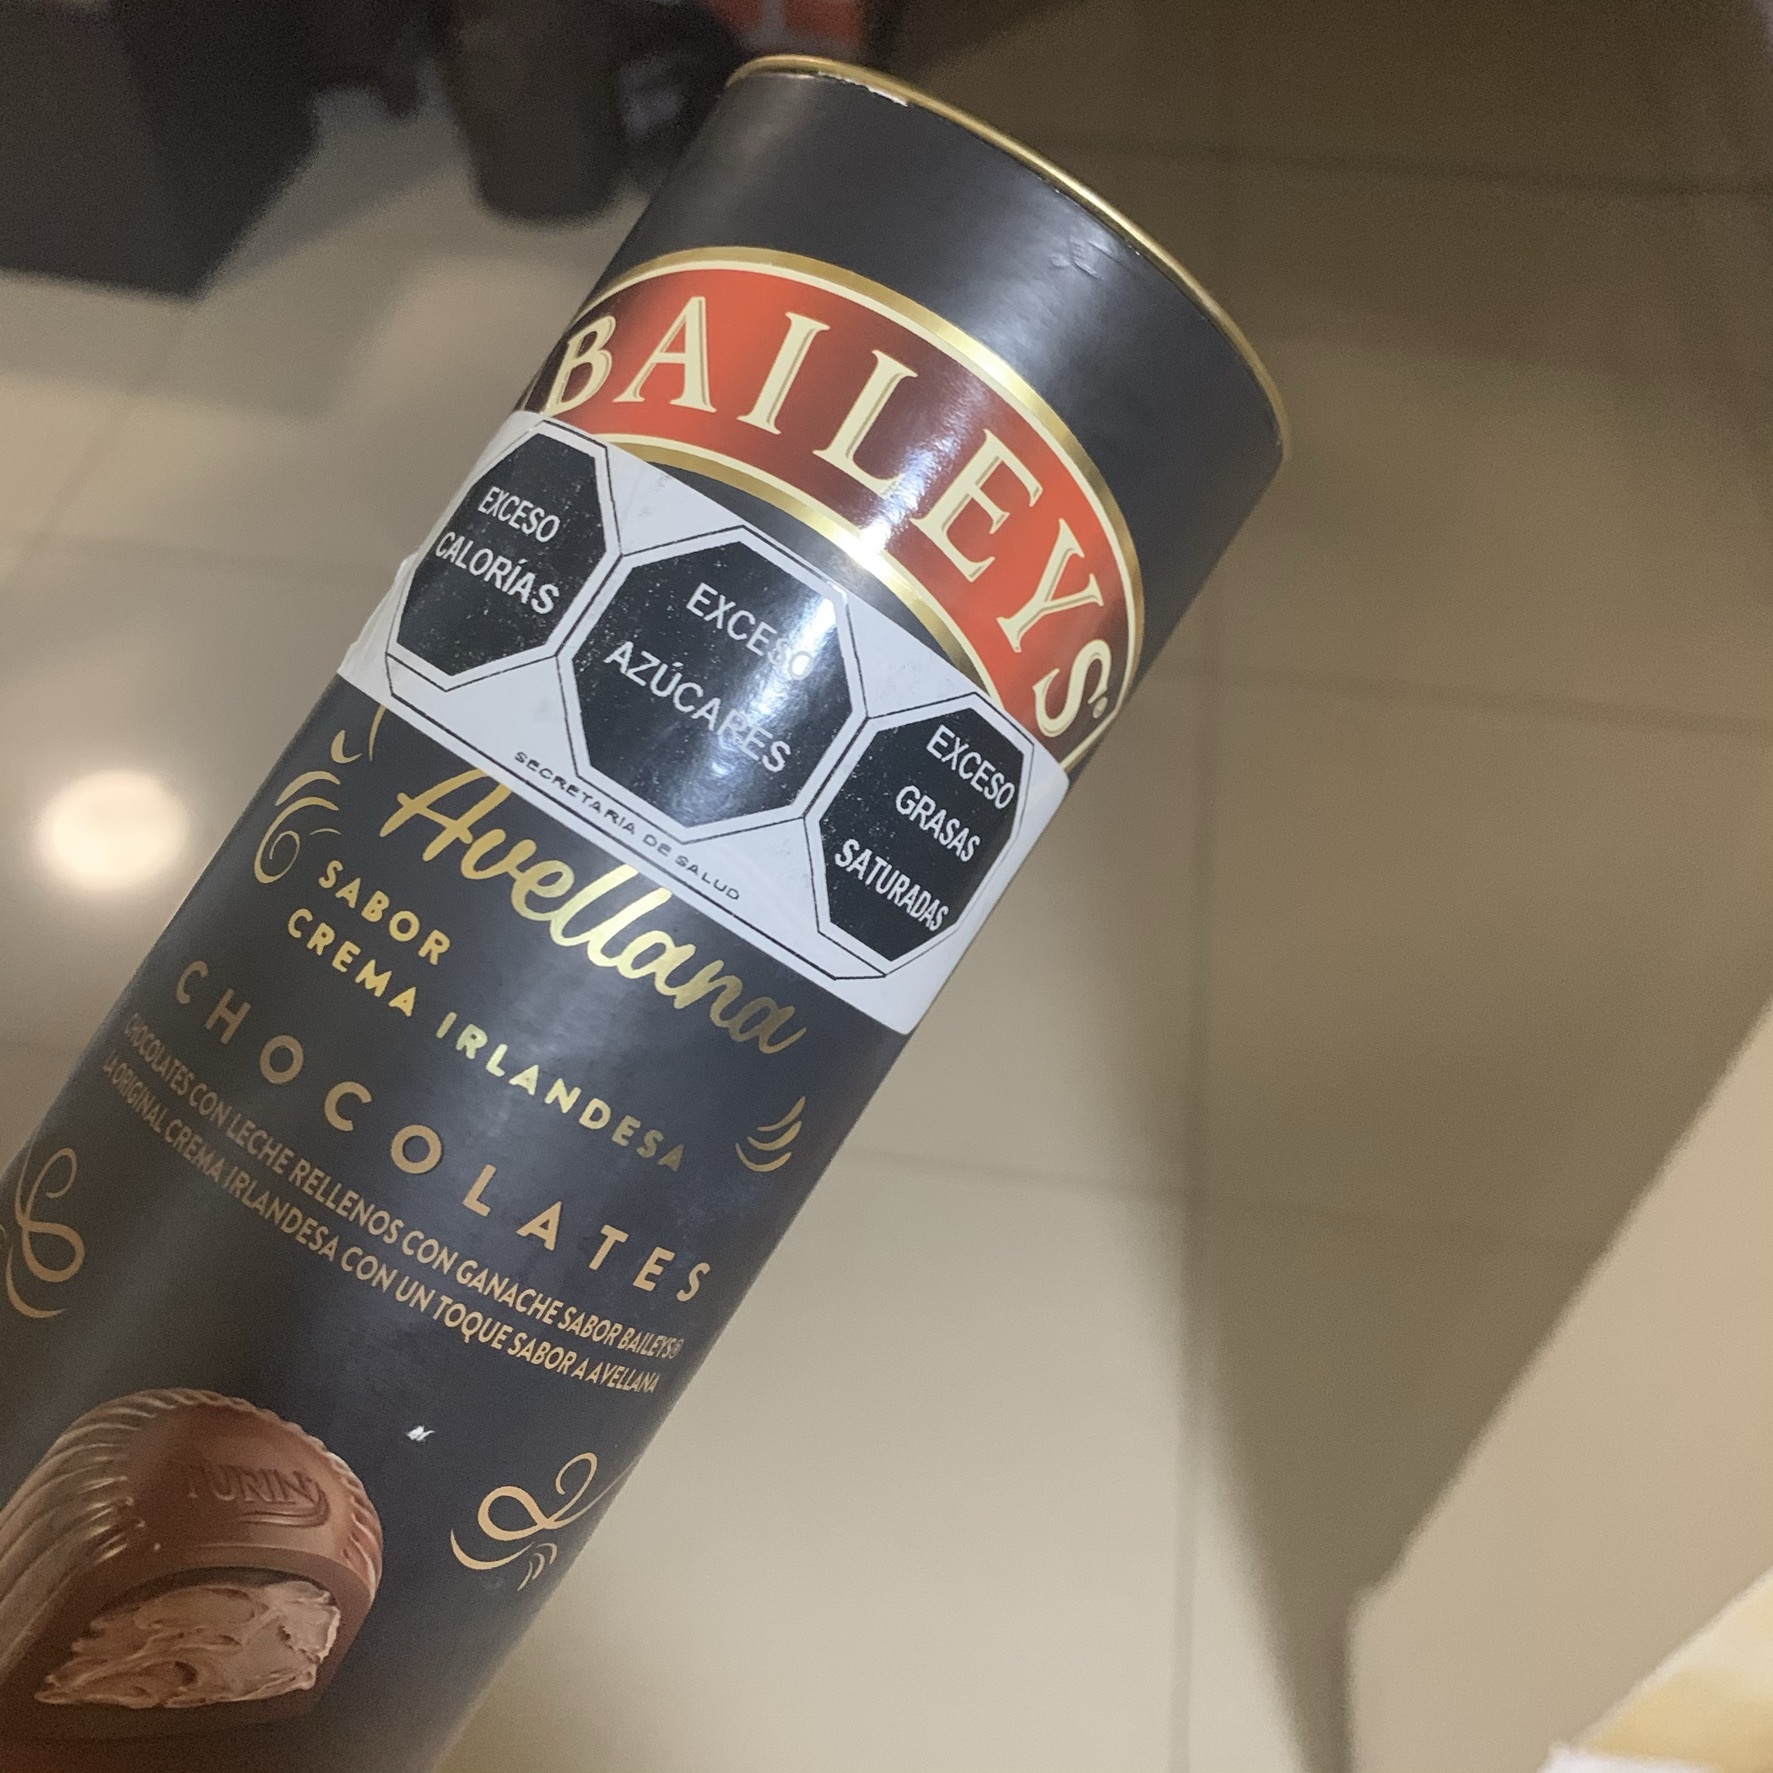 BAILEYS®
EXCESO
CALORÍAS
EXCESO
AZÚCARES
EXCESO
GRASAS
SATURADAS
SECRETARIA DE SALUD
Avellana
SABOR
CREMA IRLANDESA
CHOCOLATES
CHOCOLATES CON LECHE RELLENOS CON GANACHE SABOR BAILEYS®
LA ORIGINAL CREMA IRLANDESA CON UN TOQUE SABOR A AVELLANA
TURIN